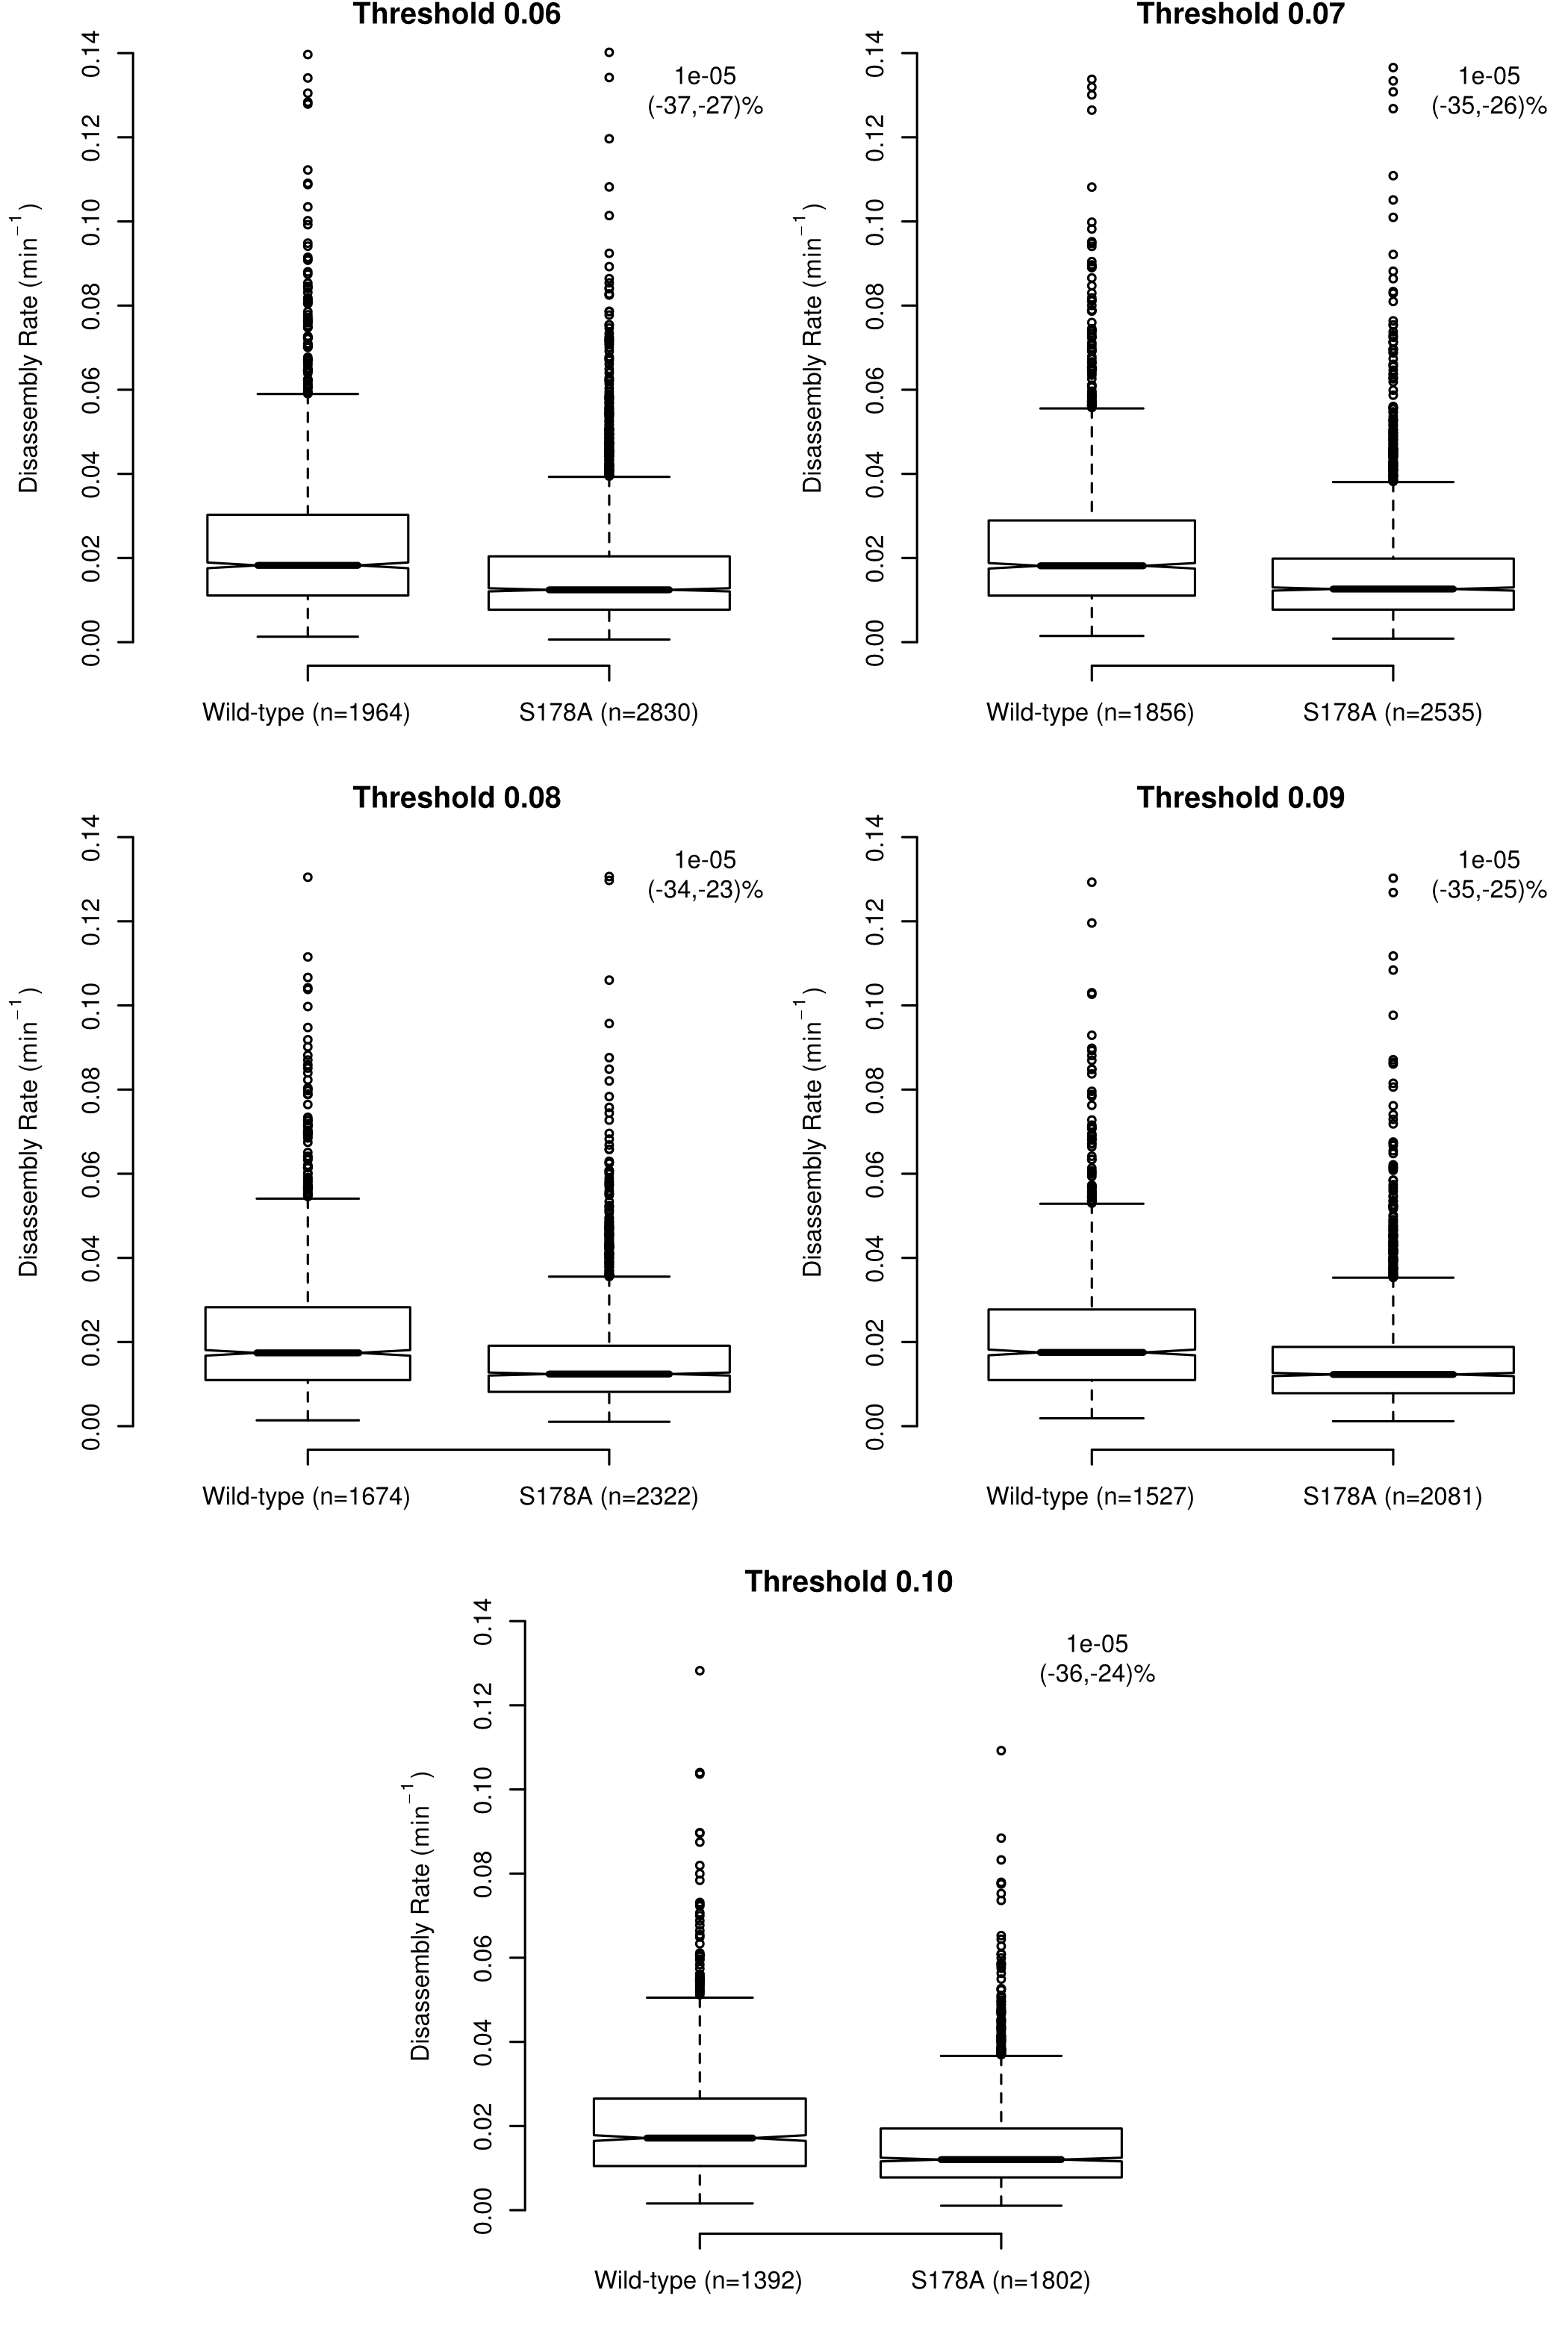 Threshold 0.06
0.14
0.12
0.10
0.08
0.06
0.04
0.02
0.00
Disassembly Rate (min−1)
1e-05
(-37,-27)%
Wild-type (n=1964)
S178A (n=2830)
Threshold 0.07
0.14
0.12
0.10
0.08
0.06
0.04
0.02
0.00
Disassembly Rate (min−1)
1e-05
(-35,-26)%
Wild-type (n=1856)
S178A (n=2535)
Threshold 0.08
0.14
0.12
0.10
0.08
0.06
0.04
0.02
0.00
Disassembly Rate (min−1)
1e-05
(-34,-23)%
Wild-type (n=1674)
S178A (n=2322)
Threshold 0.09
0.14
0.12
0.10
0.08
0.06
0.04
0.02
0.00
Disassembly Rate (min−1)
1e-05
(-35,-25)%
Wild-type (n=1527)
S178A (n=2081)
Threshold 0.10
0.14
0.12
0.10
0.08
0.06
0.04
0.02
0.00
Disassembly Rate (min−1)
1e-05
(-36,-24)%
Wild-type (n=1392)
S178A (n=1802)